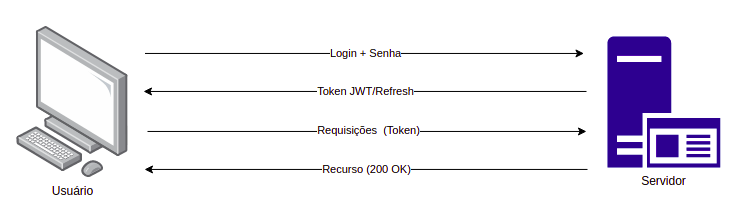 Login + Senha
Token JWT/Refresh
Requisições (Token)
Recurso (200 OK)
Usuário
Servidor